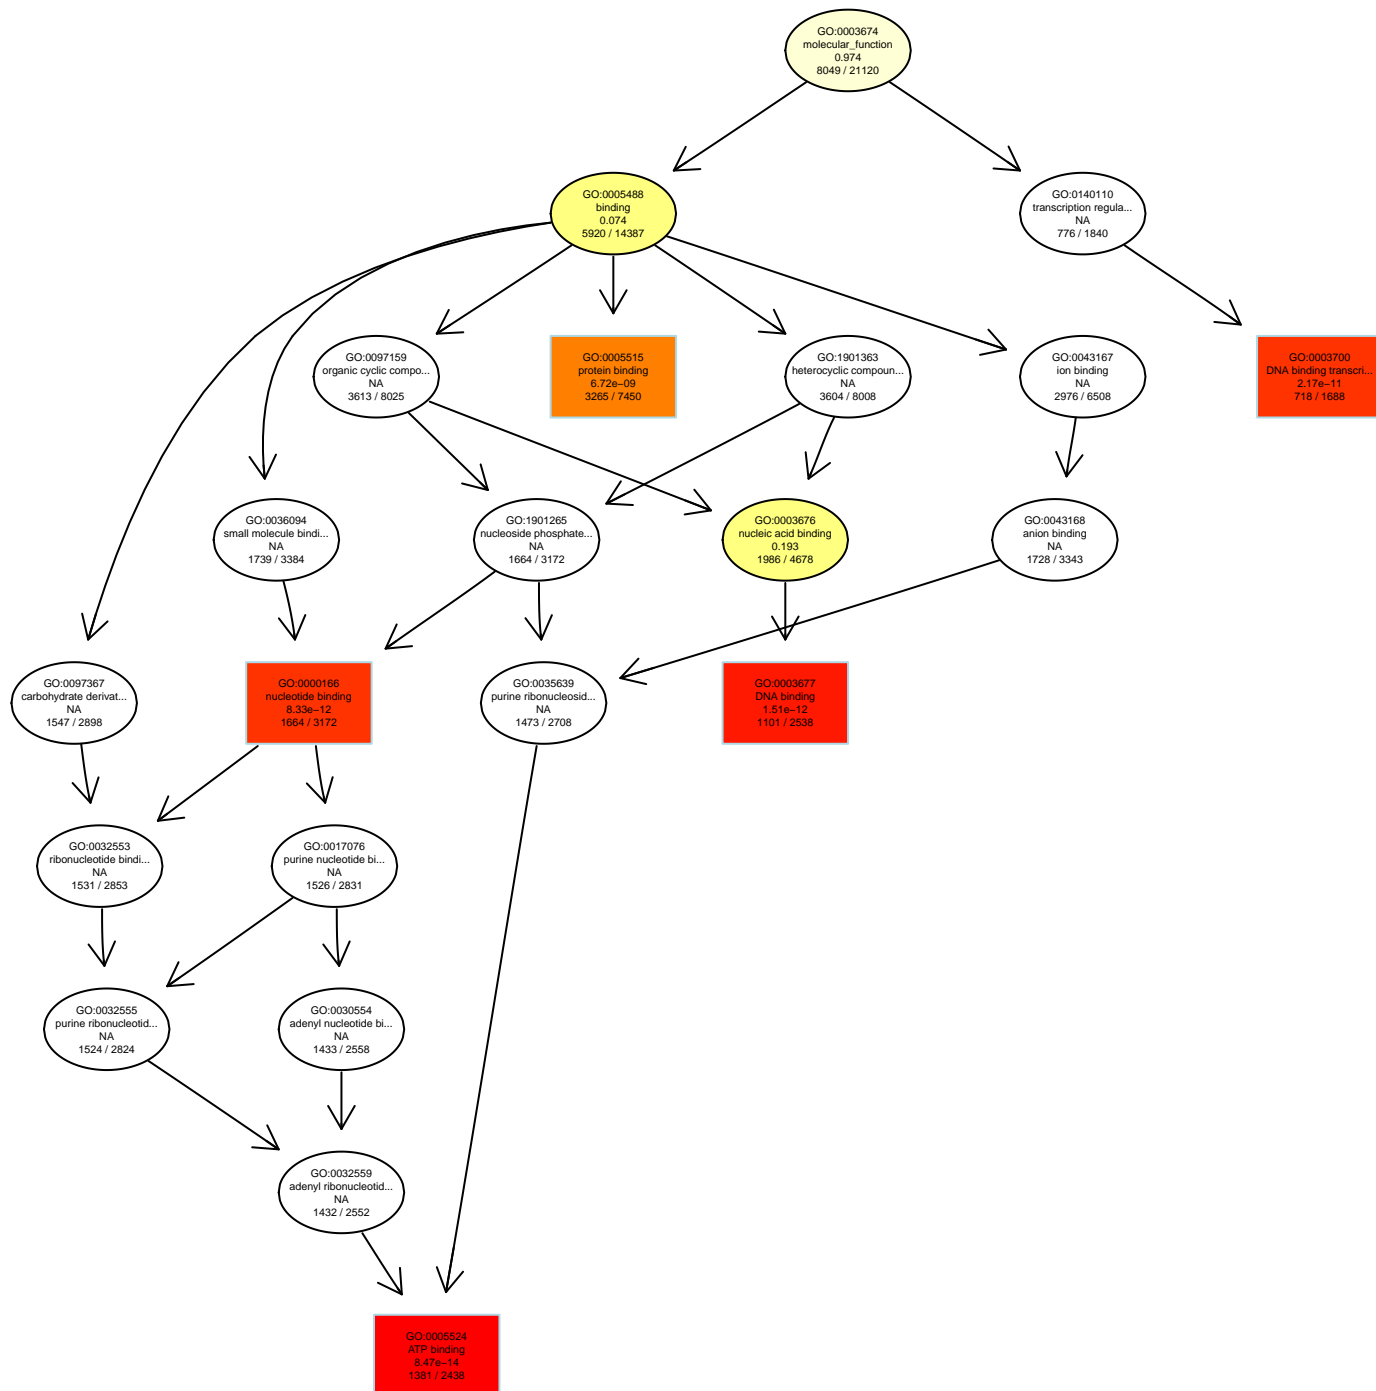 GO:0003674
molecular_function
0.974
8049 / 21120
GO:0005488
binding
0.074
5920 / 14387
GO:0140110
transcription regula...
NA
776 / 1840
GO:0097159
organic cyclic compo...
NA
3613 / 8025
GO:0005515
protein binding
6.72e−09
3265 / 7450
GO:1901363
heterocyclic compoun...
NA
3604 / 8008
GO:0043167
ion binding
NA
2976 / 6508
GO:0003700
DNA binding transcri...
2.17e−11
718 / 1688
GO:0036094
small molecule bindi...
NA
1739 / 3384
GO:1901265
nucleoside phosphate...
NA
1664 / 3172
GO:0003676
nucleic acid binding
0.193
1986 / 4678
GO:0043168
anion binding
NA
1728 / 3343
GO:0097367
carbohydrate derivat...
NA
1547 / 2898
GO:0000166
nucleotide binding
8.33e−12
1664 / 3172
GO:0035639
purine ribonucleosid...
NA
1473 / 2708
GO:0003677
DNA binding
1.51e−12
1101 / 2538
GO:0032553
ribonucleotide bindi...
NA
1531 / 2853
GO:0017076
purine nucleotide bi...
NA
1526 / 2831
GO:0032555
purine ribonucleotid...
NA
1524 / 2824
GO:0030554
adenyl nucleotide bi...
NA
1433 / 2558
GO:0032559
adenyl ribonucleotid...
NA
1432 / 2552
GO:0005524
ATP binding
8.47e−14
1381 / 2438